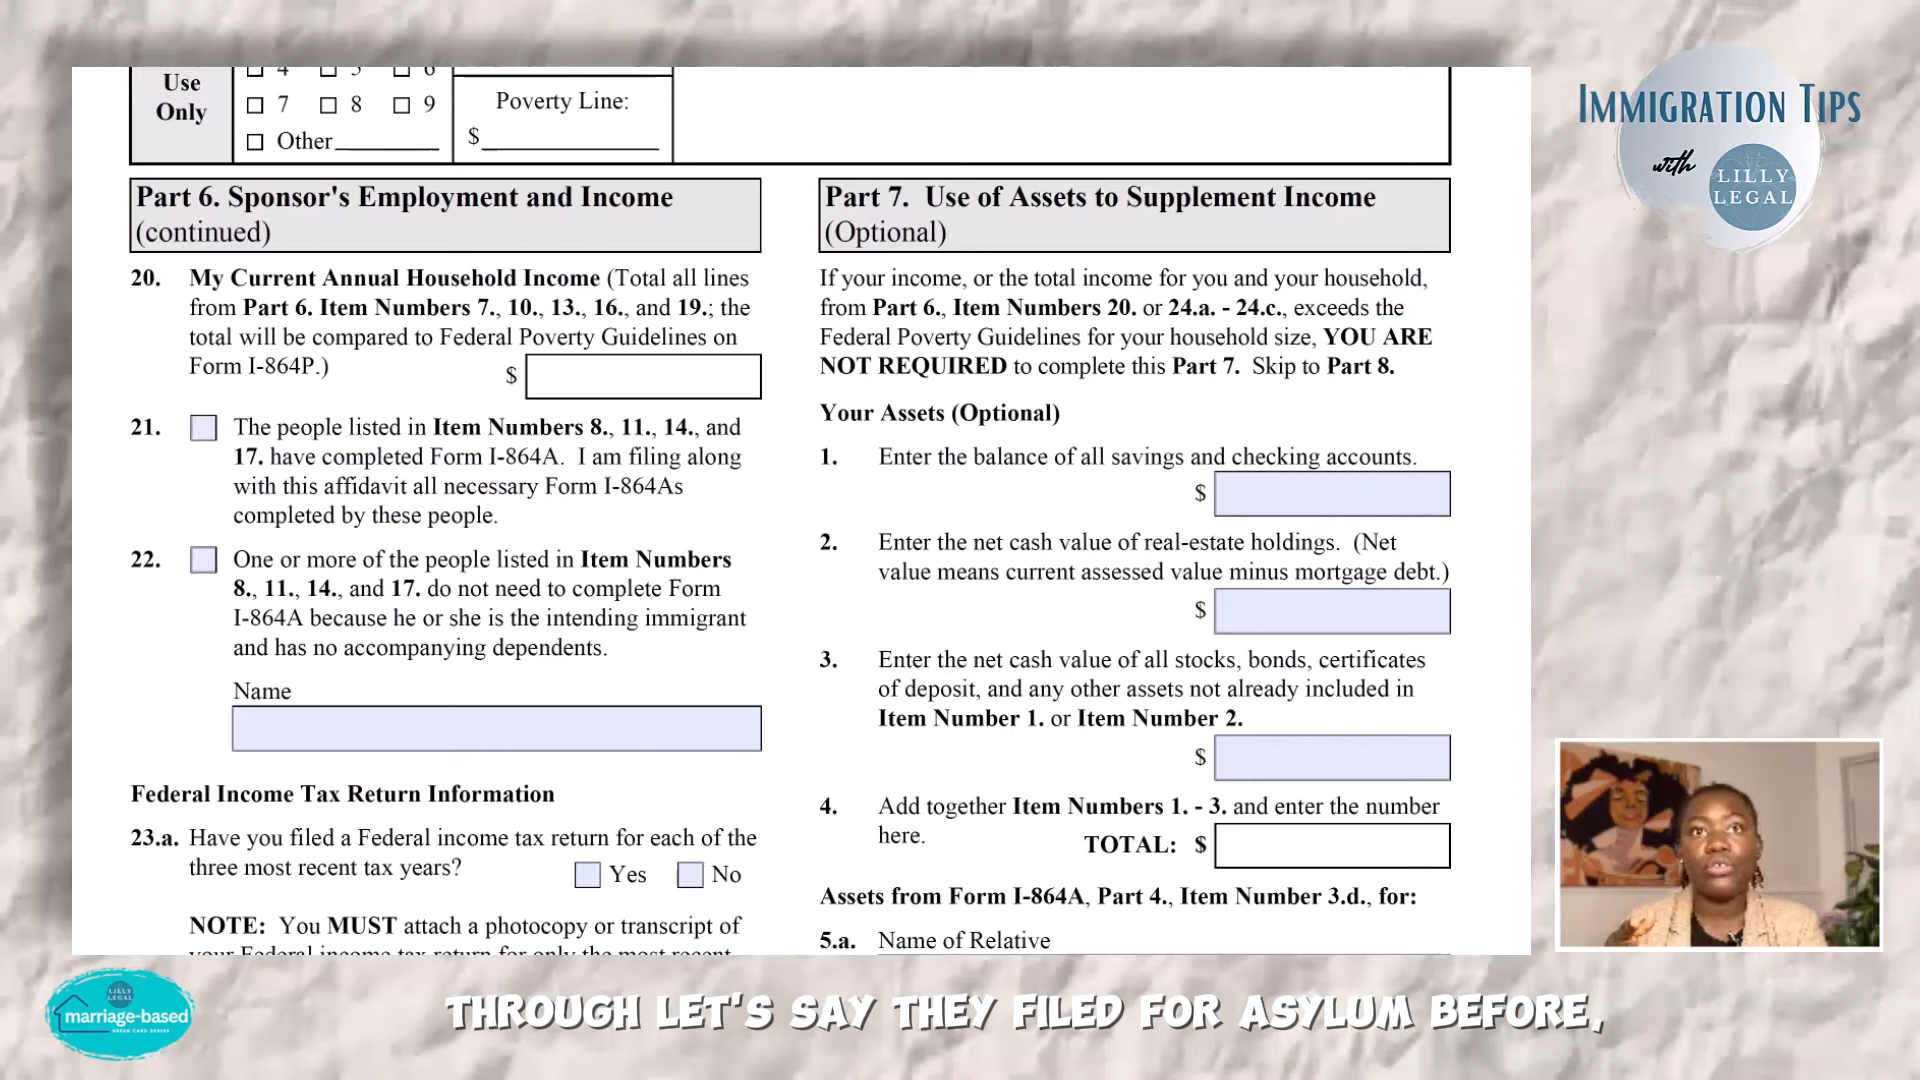 IMMIGRATION TIPS
with
LILLY
LEGAL
Use
Only
4 5 6
7 8 9
Other
Poverty Line:
$
Part 6. Sponsor's Employment and Income
(continued)
20. My Current Annual Household Income (Total all lines
from Part 6. Item Numbers 7., 10., 13., 16., and 19.; the
total will be compared to Federal Poverty Guidelines on
Form I-864P.)
$
21. The people listed in Item Numbers 8., 11., 14., and
17. have completed Form I-864A. I am filing along
with this affidavit all necessary Form I-864As
completed by these people.
22. One or more of the people listed in Item Numbers
8., 11., 14., and 17. do not need to complete Form
I-864A because he or she is the intending immigrant
and has no accompanying dependents.
Name
Federal Income Tax Return Information
23.a. Have you filed a Federal income tax return for each of the
three most recent tax years? Yes No
NOTE: You MUST attach a photocopy or transcript of
your Federal income tax return for only the most recent
Part 7. Use of Assets to Supplement Income
(Optional)
If your income, or the total income for you and your household,
from Part 6., Item Numbers 20. or 24.a. - 24.c., exceeds the
Federal Poverty Guidelines for your household size, YOU ARE
NOT REQUIRED to complete this Part 7. Skip to Part 8.
Your Assets (Optional)
1. Enter the balance of all savings and checking accounts.
$
2. Enter the net cash value of real-estate holdings. (Net
value means current assessed value minus mortgage debt.)
$
3. Enter the net cash value of all stocks, bonds, certificates
of deposit, and any other assets not already included in
Item Number 1. or Item Number 2.
$
4. Add together Item Numbers 1. - 3. and enter the number
here. TOTAL: $
Assets from Form I-864A, Part 4., Item Number 3.d., for:
5.a. Name of Relative
LILLY
LEGAL
marriage-based
GREEN CARD SERIES
THROUGH LET'S SAY THEY FILED FOR ASYLUM BEFORE,